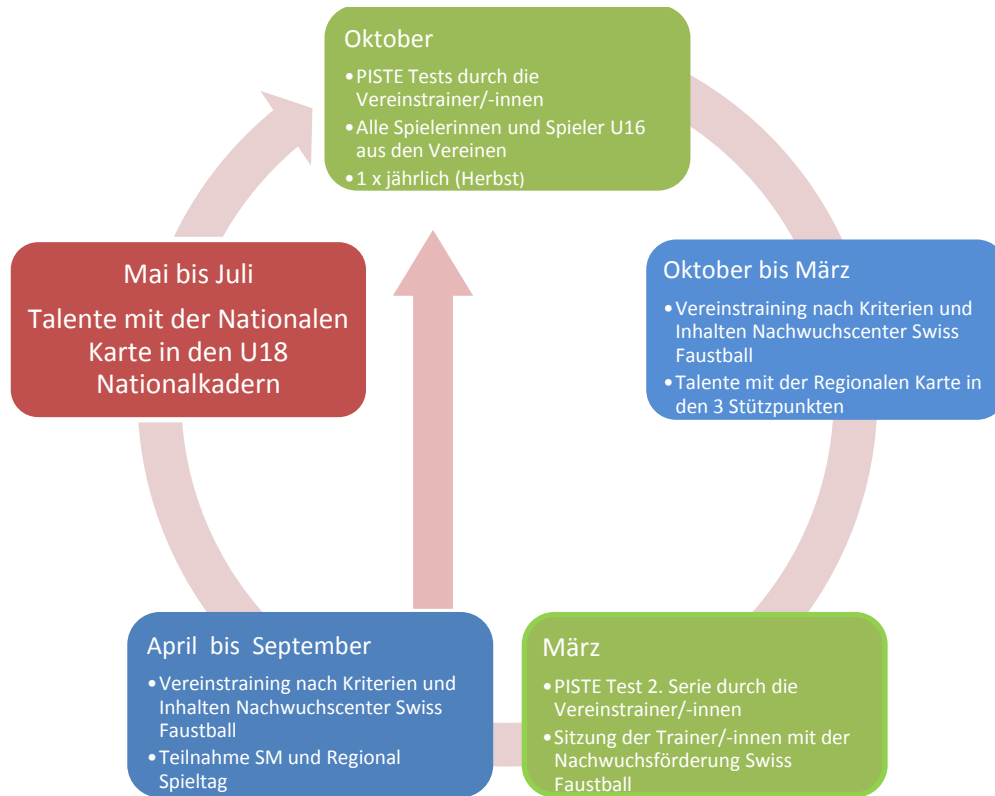 Oktober
•PISTE Tests durch die
Vereinstrainer/-innen
•Alle Spielerinnen und Spieler U16
aus den Vereinen
•1 x jährlich (Herbst)
Oktober bis März
•Vereinstraining nach Kriterien und
Inhalten Nachwuchscenter Swiss
Faustball
•Talente mit der Regionalen Karte in
den 3 Stützpunkten
März
•PISTE Test 2. Serie durch die
Vereinstrainer/-innen
•Sitzung der Trainer/-innen mit der
Nachwuchsförderung Swiss
Faustball
April bis September
•Vereinstraining nach Kriterien und
Inhalten Nachwuchscenter Swiss
Faustball
•Teilnahme SM und Regional
Spieltag
Mai bis Juli
Talente mit der Nationalen
Karte in den U18
Nationalkadern